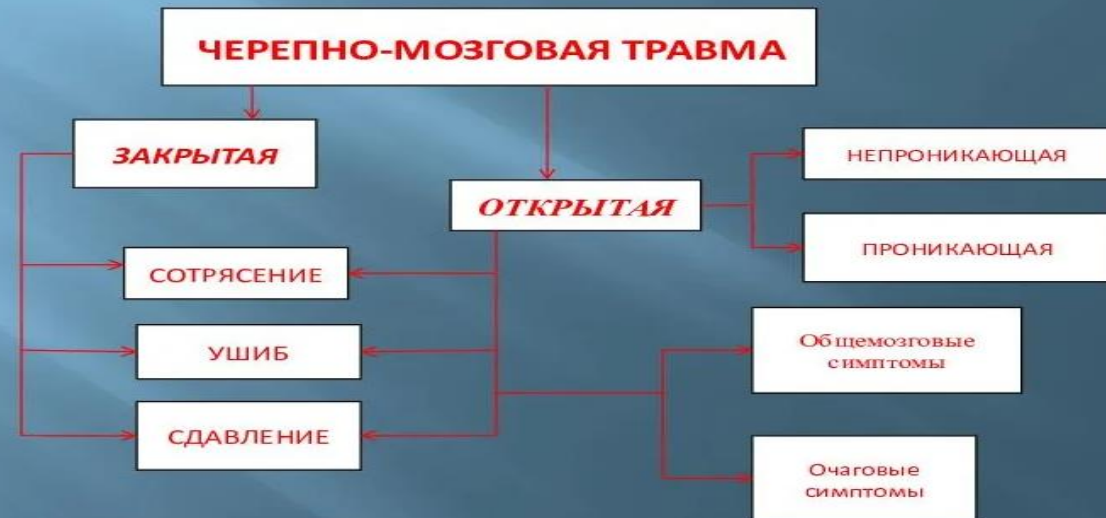 ЧЕРЕПНО-МОЗГОВАЯ ТРАВМА
ЗАКРЫТАЯ
ОТКРЫТАЯ
НЕПРОНИКАЮЩАЯ
ПРОНИКАЮЩАЯ
СОТРЯСЕНИЕ
УШИБ
СДАВЛЕНИЕ
Общемозговые
симптомы
Очаговые
симптомы